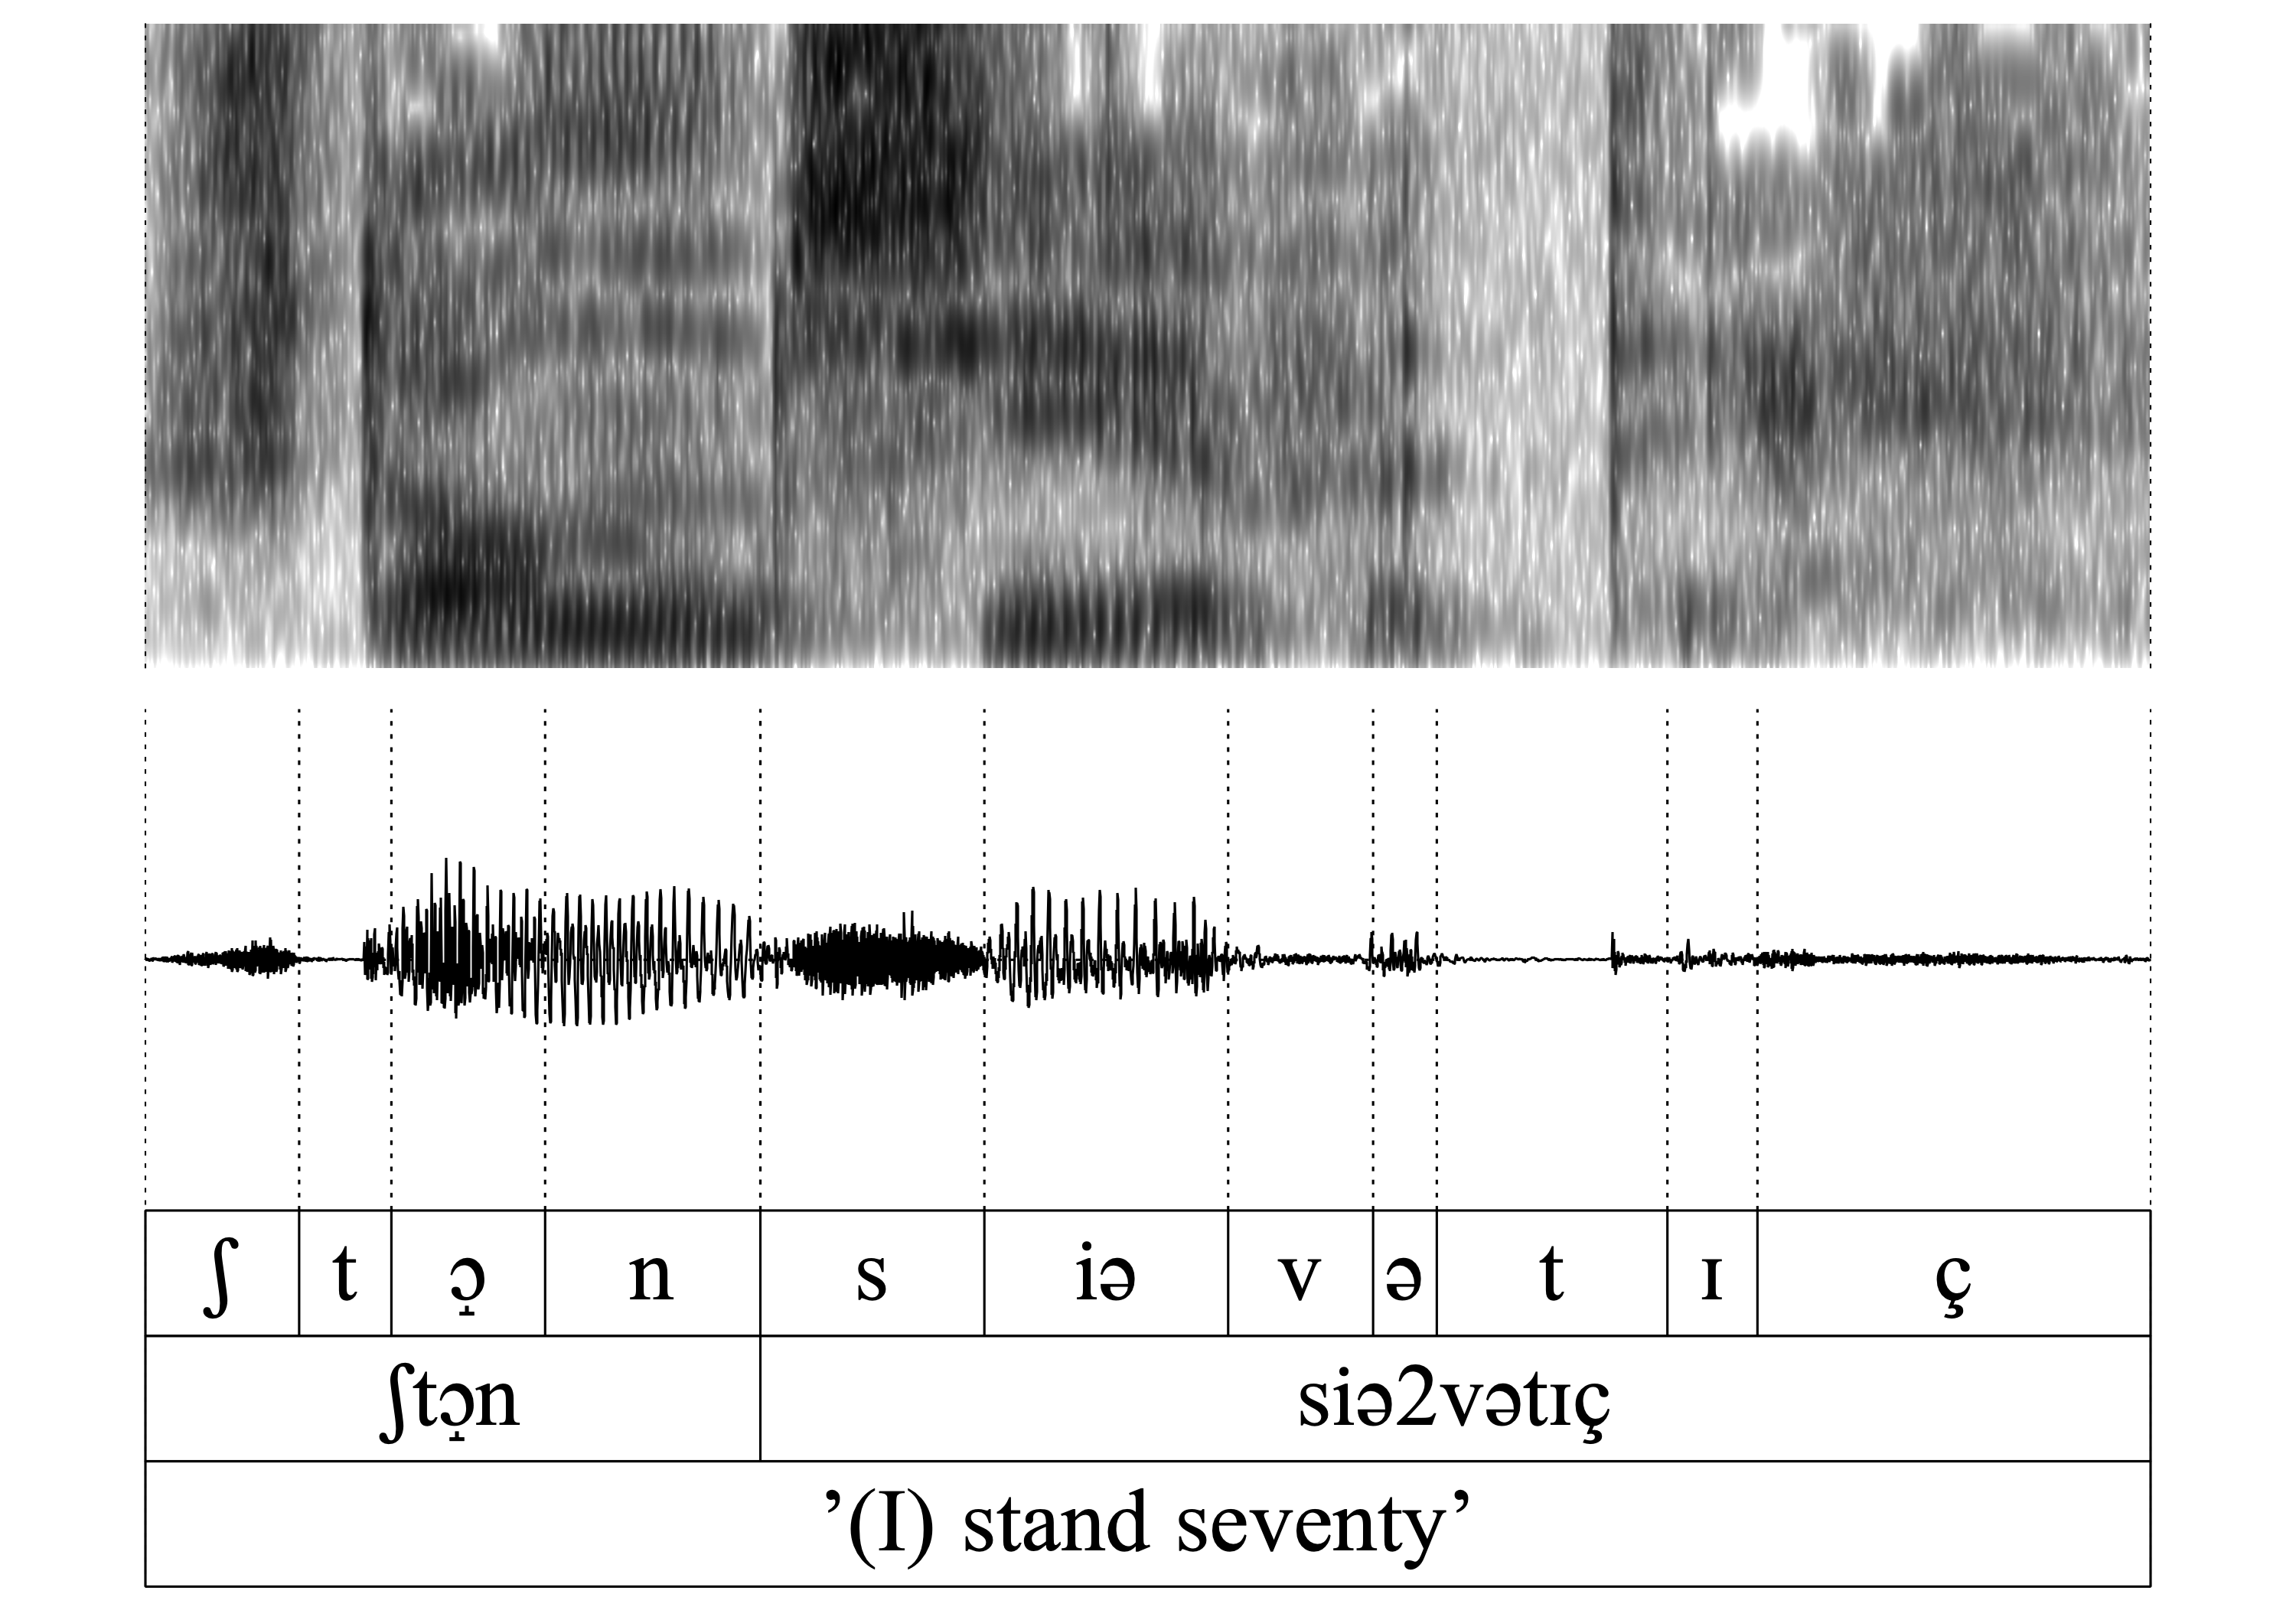 ʃ t ɔ̞ n s iə v ə t ɪ ç
ʃtɔ̞n siə2vətɪç
’(I) stand seventy’